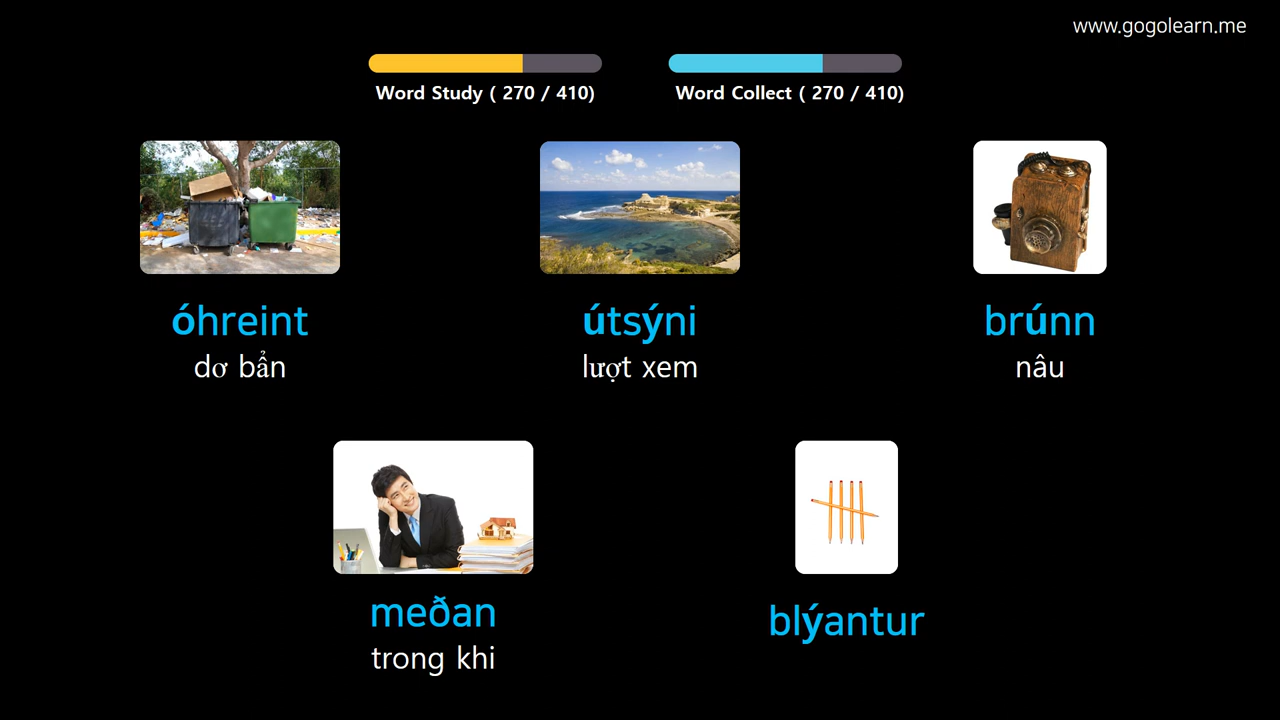 www.gogolearn.me
Word Study ( 270 / 410)
Word Collect ( 270 / 410)
óhreint
dơ bẩn
útsýni
lượt xem
brúnn
nâu
meðan
trong khi
blýantur